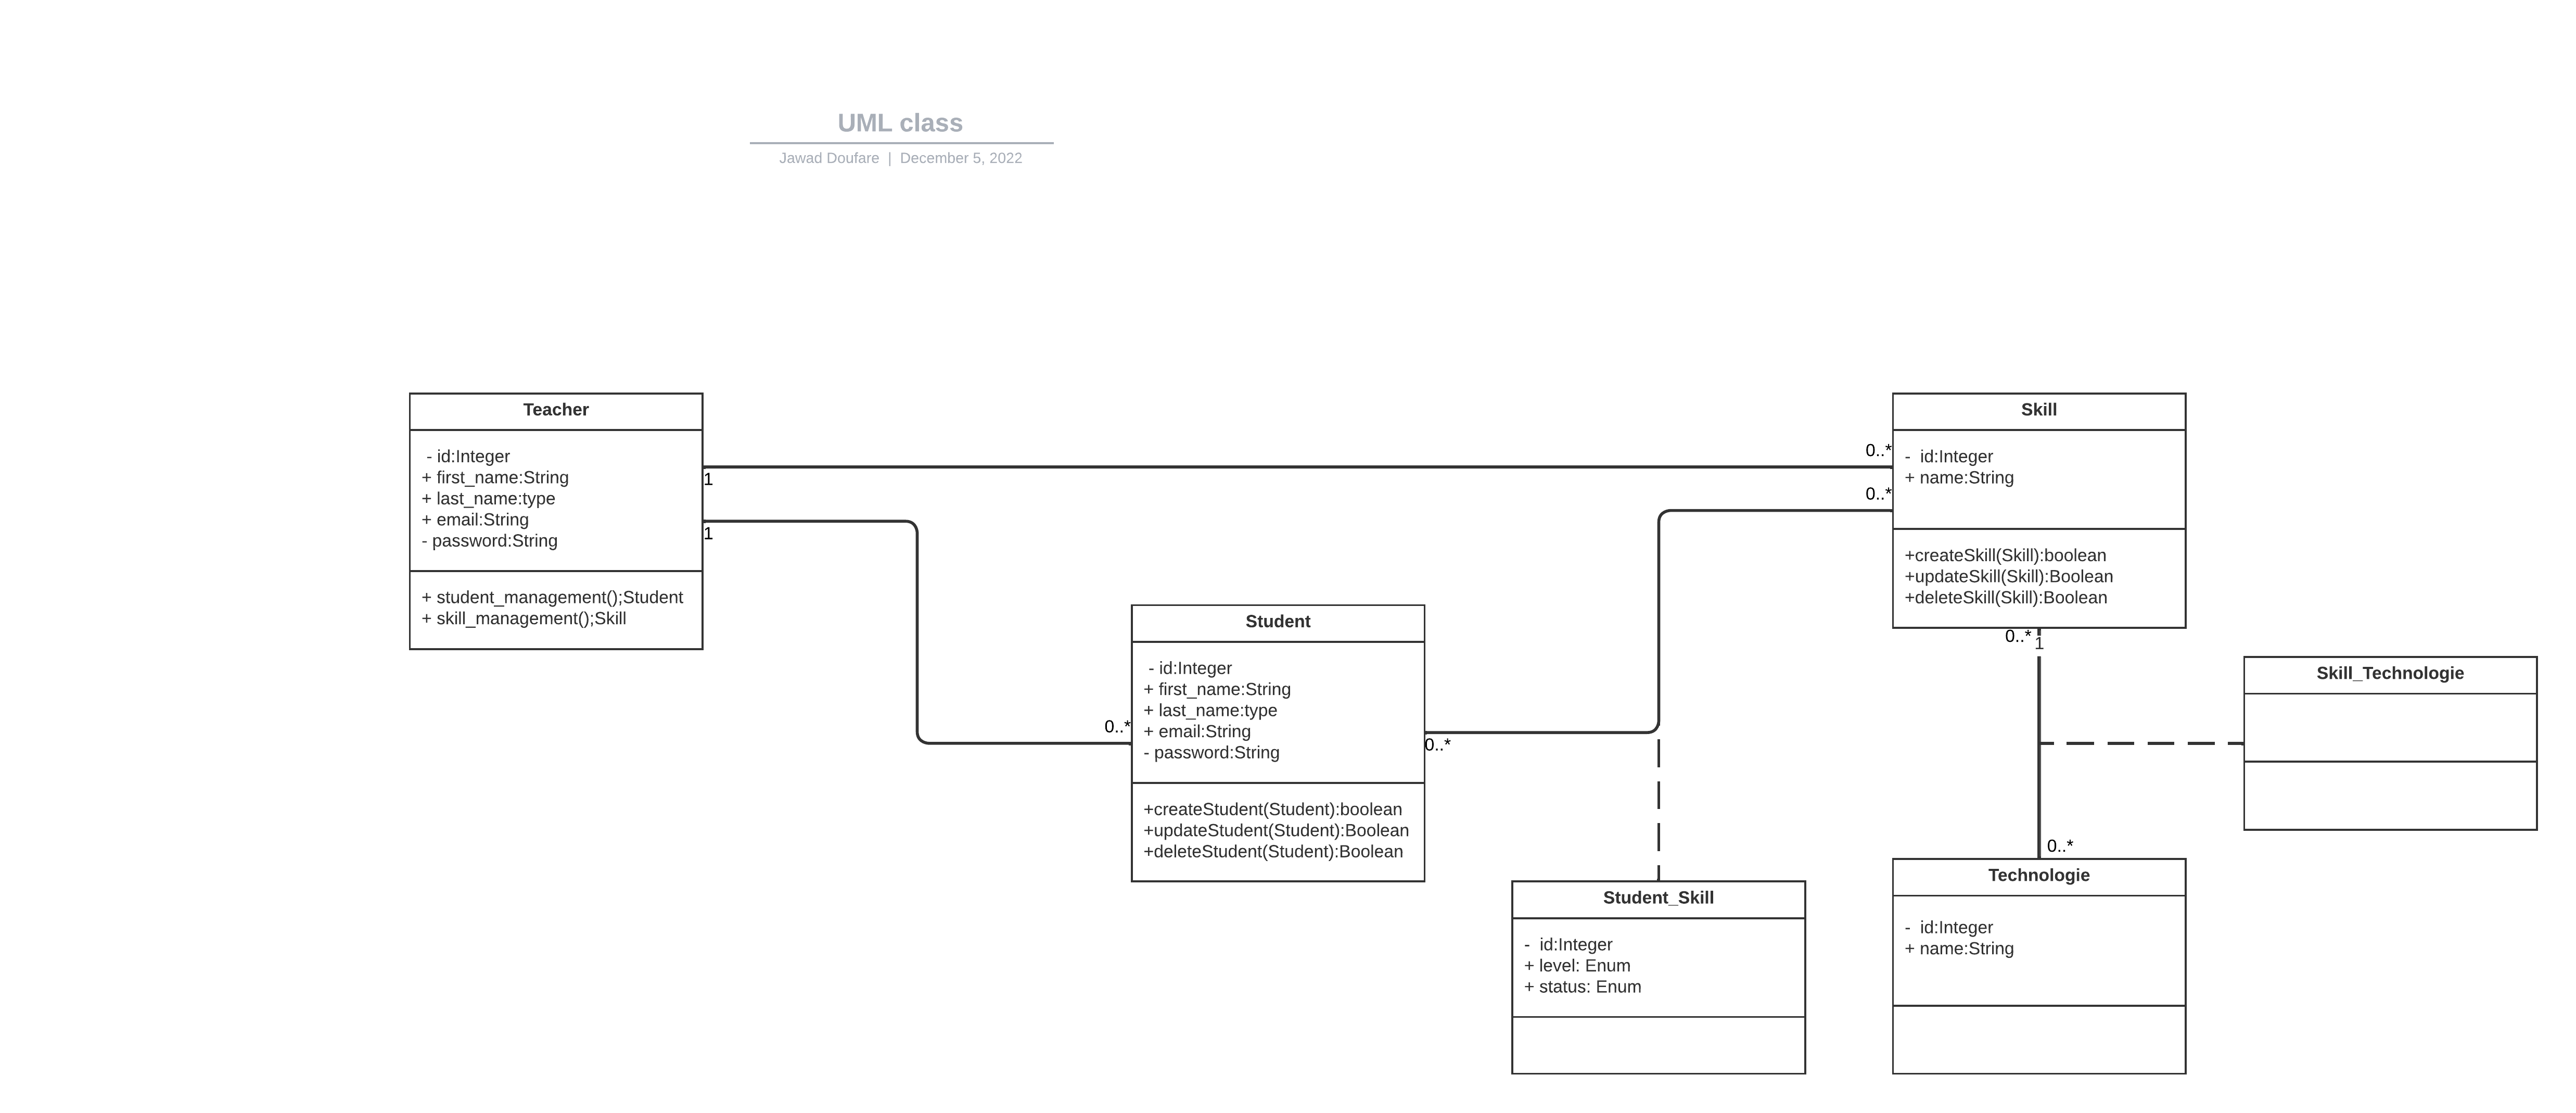 UML class
Jawad Doufare | December 5, 2022
Teacher
- id:Integer
+ first_name:String
+ last_name:type
+ email:String
- password:String
+ student_management();Student
+ skill_management();Skill
1
1
0..*
0..*
Skill
-  id:Integer
+ name:String
+createSkill(Skill):boolean
+updateSkill(Skill):Boolean
+deleteSkill(Skill):Boolean
0..*
1
Student
- id:Integer
+ first_name:String
+ last_name:type
+ email:String
- password:String
+createStudent(Student):boolean
+updateStudent(Student):Boolean
+deleteStudent(Student):Boolean
0..*
0..*
Skill_Technologie
0..*
Student_Skill
-  id:Integer
+ level: Enum
+ status: Enum
Technologie
-  id:Integer
+ name:String